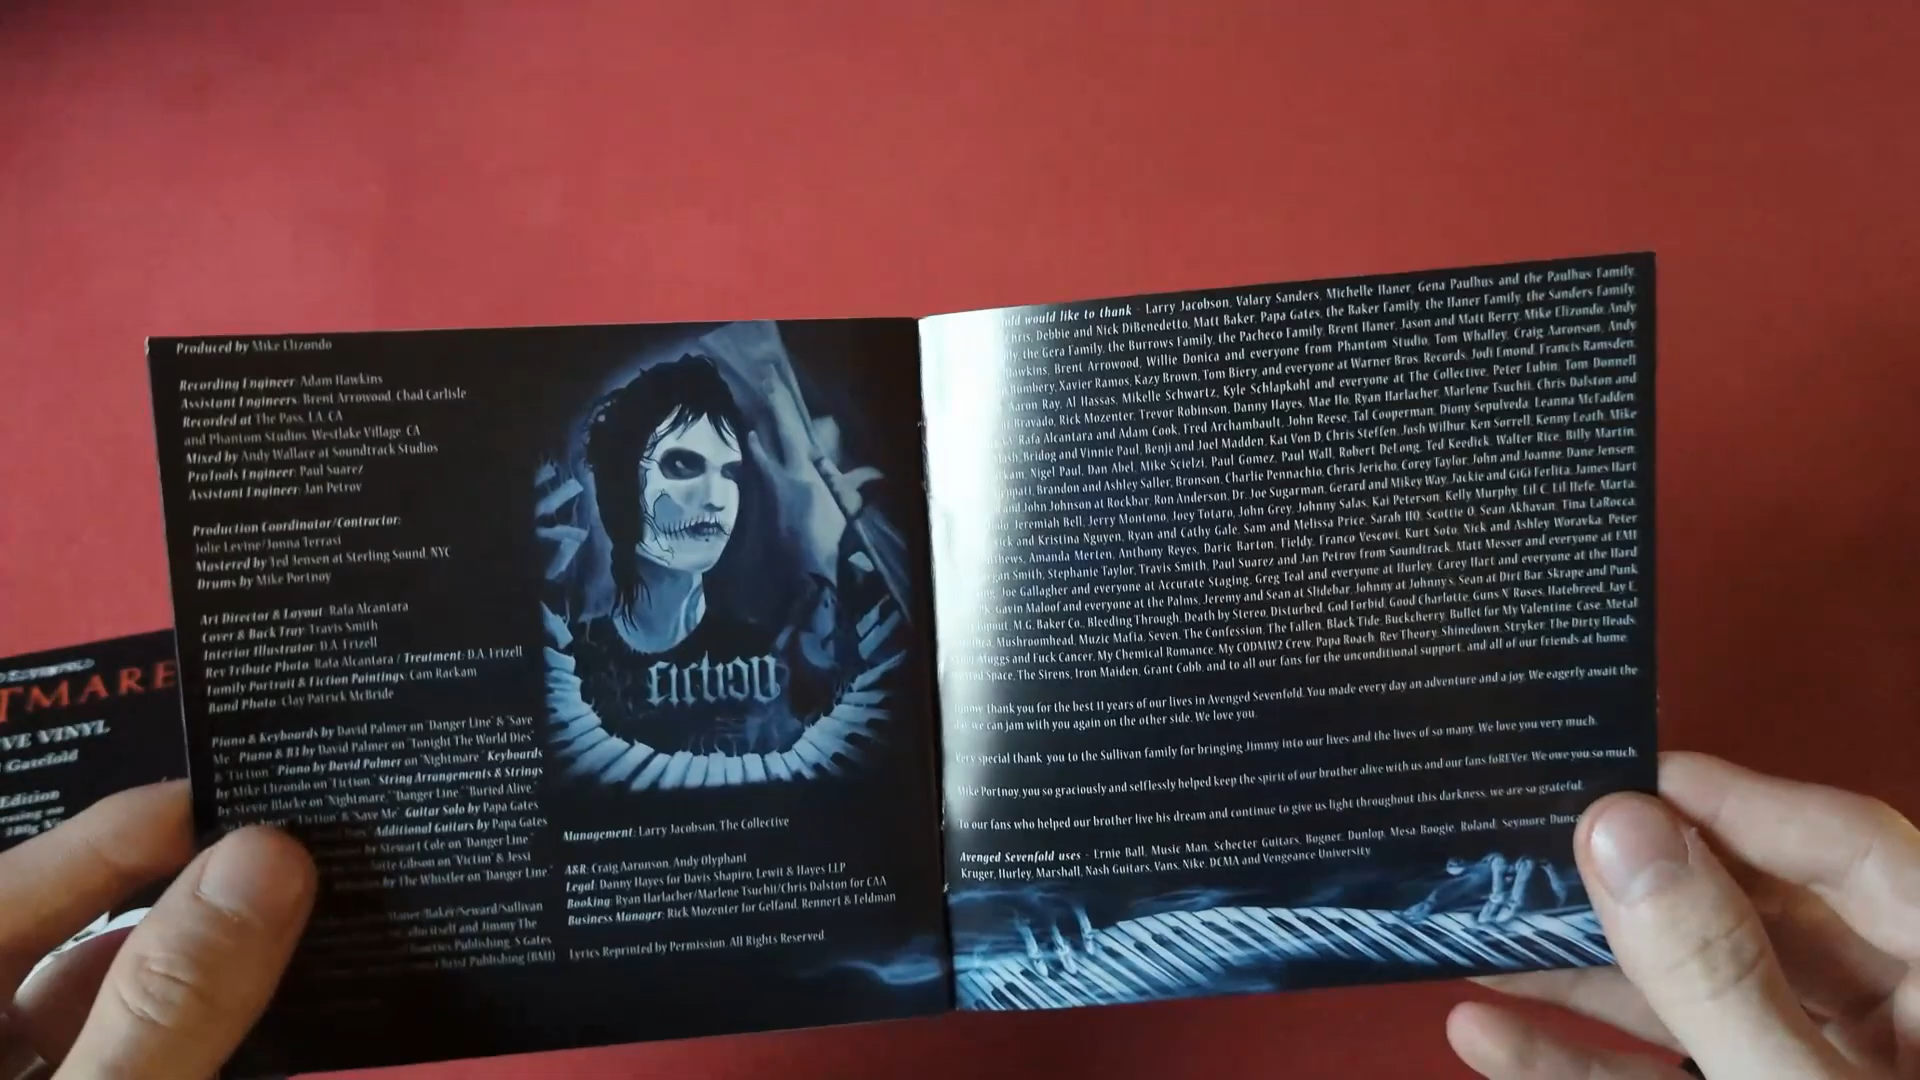 Produced by Mike Elizondo
Recording Engineer: Adam Hawkins
Assistant Engineers: Brent Arrowood, Chad Carlisle
Recorded at The Pass, LA, CA
and Phantom Studios, Westlake Village, CA
Mixed by Andy Wallace at Soundtrack Studios
ProTools Engineer: Paul Suarez
Assistant Engineer: Jan Petrov
Production Coordinator/Contractor:
Jolie Levine/Jonna Terrasi
Mastered by Ted Jensen at Sterling Sound, NYC
Drums by Mike Portnoy
Art Director & Layout: Rafa Alcantara
Cover & Back Tray: Travis Smith
Interior Illustrator: D.A. Frizell
Rev Tribute Photo: Rafa Alcantara / Treatment: D.A. Frizell
Family Portrait & Fiction Paintings: Cam Rackam
Band Photo: Clay Patrick McBride
Piano & Keyboards by David Palmer on "Danger Line" & "Save
Me" Piano & B3 by David Palmer on "Tonight The World Dies"
& "Fiction" Piano by David Palmer on "Nightmare" Keyboards
by Mike Elizondo on "Fiction." String Arrangements & Strings
by Stevie Blacke on "Nightmare," "Danger Line," "Buried Alive,"
"Fiction" & "Save Me" Guitar Solo by Papa Gates
Additional Guitars by Papa Gates
by Stewart Cole on "Danger Line"
Gibson on "Victim" & Jessi
by The Whistler on "Danger Line."
Haner/Baker/Seward/Sullivan
itself and Jimmy The
Publishing, S Gates
Publishing (BMI)
fiction
Management: Larry Jacobson, The Collective
A&R: Craig Aaronson, Andy Olyphant
Legal: Danny Hayes for Davis Shapiro, Lewit & Hayes LLP
Booking: Ryan Harlacher/Marlene Tsuchii/Chris Dalston for CAA
Business Manager: Rick Mozenter for Gelfand, Rennert & Feldman
Lyrics Reprinted by Permission. All Rights Reserved.
would like to thank - Larry Jacobson, Valary Sanders, Michelle Haner, Gena Paulhus and the Paulhus Family,
Chris, Debbie and Nick DiBenedetto, Matt Baker, Papa Gates, the Baker Family, the Haner Family, the Sanders Family,
the Gera Family, the Burrows Family, the Pacheco Family, Brent Haner, Jason and Matt Berry, Mike Elizondo, Andy
Hawkins, Brent Arrowood, Willie Donica and everyone from Phantom Studio, Tom Whalley, Craig Aaronson, Andy
Bombery, Xavier Ramos, Kazy Brown, Tom Biery, and everyone at Warner Bros. Records, Jodi Emond, Francis Ramsden,
Aaron Ray, Al Hassas, Mikelle Schwartz, Kyle Schlapkohl and everyone at The Collective, Peter Lubin, Tom Donnell
Bravado, Rick Mozenter, Trevor Robinson, Danny Hayes, Mae Ho, Ryan Harlacher, Marlene Tsuchii, Chris Dalston and
Rafa Alcantara and Adam Cook, Fred Archambault, John Reese, Tal Cooperman, Diony Sepulveda, Leanna McFadden,
Bridog and Vinnie Paul, Benji and Joel Madden, Kat Von D, Chris Steffen, Josh Wilbur, Ken Sorrell, Kenny Leath, Mike
Nigel Paul, Dan Abel, Mike Scielzi, Paul Gomez, Paul Wall, Robert DeLong, Ted Keedick, Walter Rice, Billy Martin,
Brandon and Ashley Saller, Bronson, Charlie Pennachio, Chris Jericho, Corey Taylor, John and Joanne, Dane Jensen,
and John Johnson at Rockbar, Ron Anderson, Dr. Joe Sugarman, Gerard and Mikey Way, Jackie and GiGi Ferlita, James Hart
Jeremiah Bell, Jerry Montono, Joey Totaro, John Grey, Johnny Salas, Kai Peterson, Kelly Murphy, Lil C, Lil Hefe, Marta
and Kristina Nguyen, Ryan and Cathy Gale, Sam and Melissa Price, Sarah HO, Scottie O, Sean Akhavan, Tina LaRocca,
Amanda Merten, Anthony Reyes, Daric Barton, Fieldy, Franco Vescovi, Kurt Soto, Nick and Ashley Woravka, Peter
Smith, Stephanie Taylor, Travis Smith, Paul Suarez and Jan Petrov from Soundtrack, Matt Messer and everyone at EMI
Joe Gallagher and everyone at Accurate Staging, Greg Teal and everyone at Hurley, Carey Hart and everyone at the Hard
Gavin Maloof and everyone at the Palms, Jeremy and Sean at Slidebar, Johnny at Johnny's, Sean at Dirt Bar, Skrape and Punk
M.G. Baker Co., Bleeding Through, Death by Stereo, Disturbed, God Forbid, Good Charlotte, Guns N' Roses, Hatebreed, Jay E,
Mushroomhead, Muzic Mafia, Seven, The Confession, The Fallen, Black Tide, Buckcherry, Bullet for My Valentine, Case, Metal
Muggs and Fuck Cancer, My Chemical Romance, My CODMW2 Crew, Papa Roach, Rev Theory, Shinedown, Stryker, The Dirty Heads,
Space, The Sirens, Iron Maiden, Grant Cobb, and to all our fans for the unconditional support, and all of our friends at home.
thank you for the best 11 years of our lives in Avenged Sevenfold. You made every day an adventure and a joy. We eagerly await the
we can jam with you again on the other side. We love you.
Very special thank you to the Sullivan family for bringing Jimmy into our lives and the lives of so many. We love you very much.
Mike Portnoy, you so graciously and selflessly helped keep the spirit of our brother alive with us and our fans foREVer. We owe you so much.
To our fans who helped our brother live his dream and continue to give us light throughout this darkness, we are so grateful.
Avenged Sevenfold uses - Ernie Ball, Music Man, Schecter Guitars, Bogner, Dunlop, Mesa Boogie, Roland, Seymore
Kruger, Hurley, Marshall, Nash Guitars, Vans, Nike, DCMA and Vengeance University
TMARE
VE VINYL
Gatefold
Edition
180g